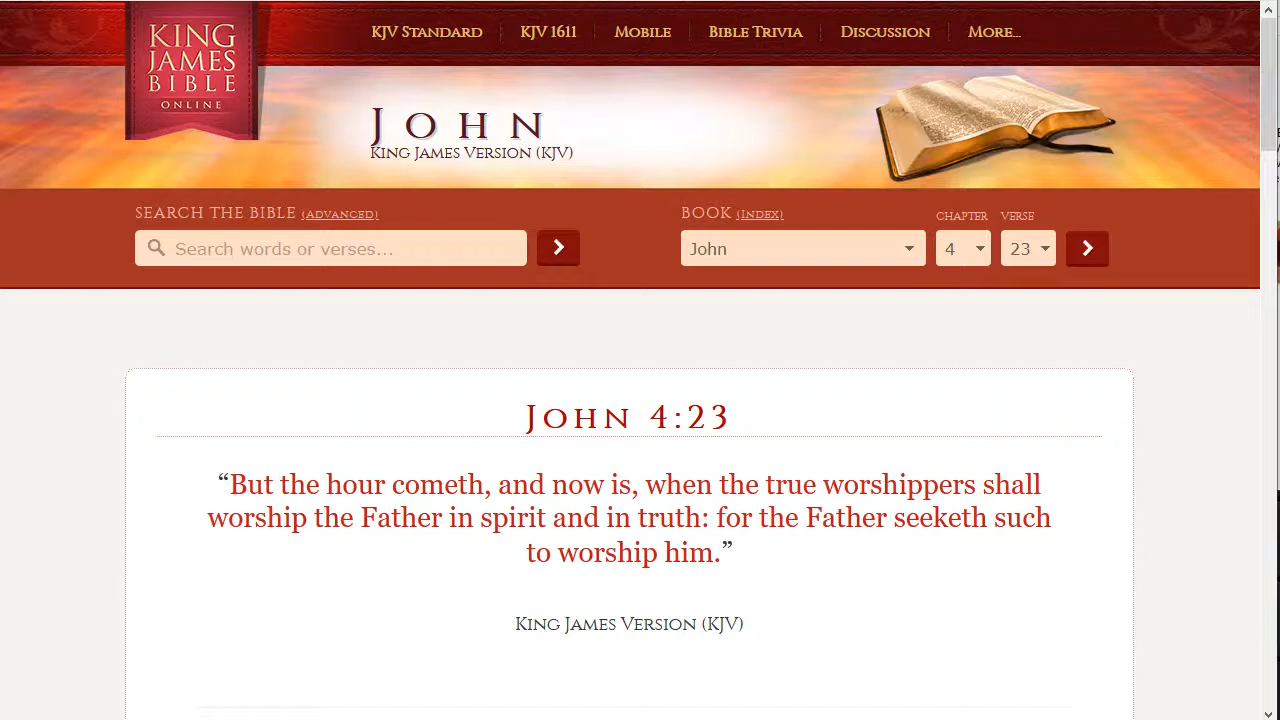 KING
JAMES
BIBLE
ONLINE
KJV Standard KJV 1611 Mobile Bible Trivia Discussion More...
John
King James Version (KJV)
SEARCH THE BIBLE (Advanced)
Search words or verses...
BOOK (Index) CHAPTER VERSE
John 4 23
John 4:23
“But the hour cometh, and now is, when the true worshippers shall
worship the Father in spirit and in truth: for the Father seeketh such
to worship him.”
King James Version (KJV)